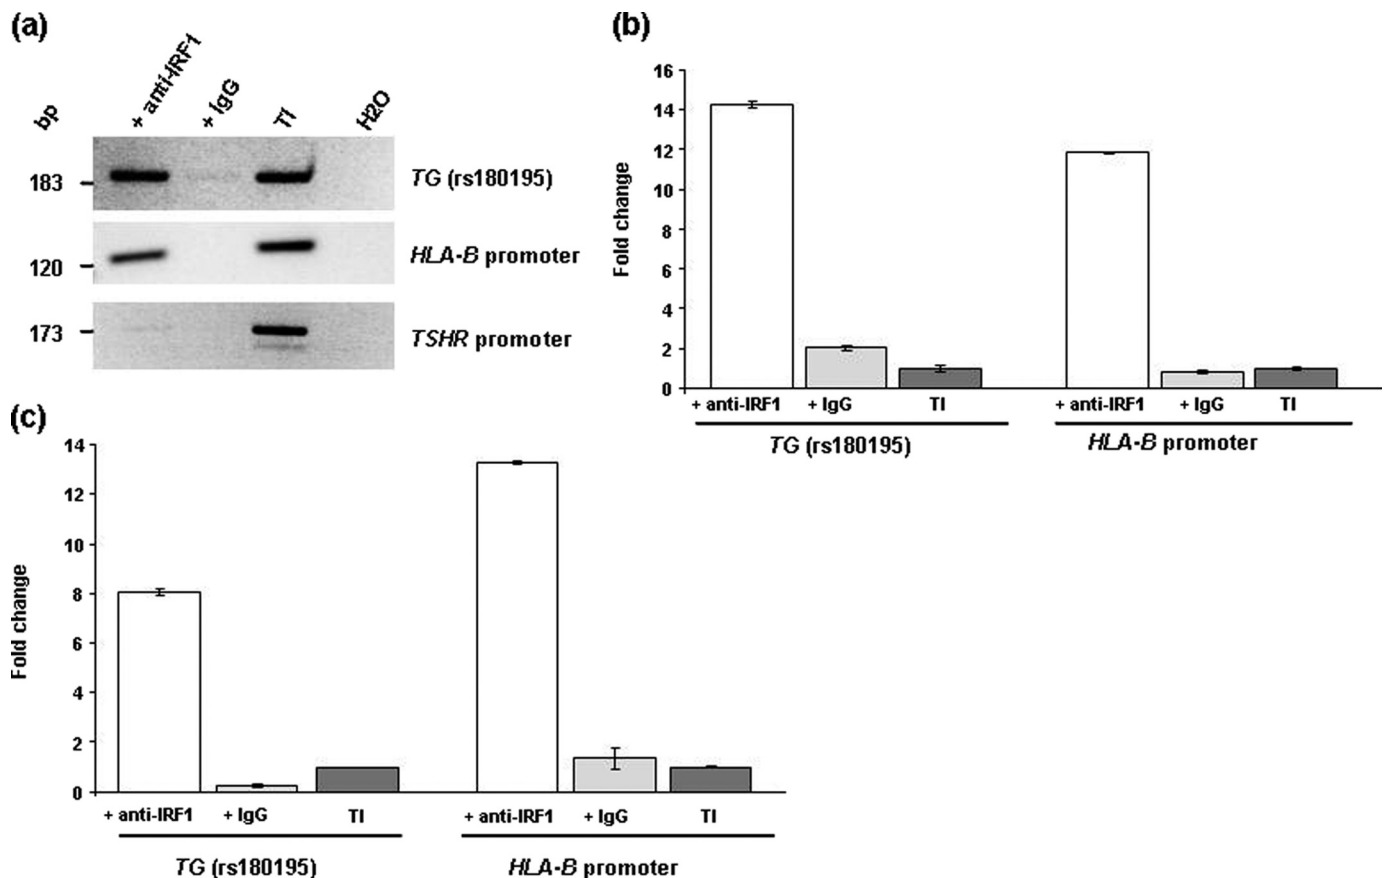 (a)
bp
+ anti-IRF1
+ IgG
TI
H2O
183
TG (rs180195)
120
HLA-B promoter
173
TSHR promoter
(b)
Fold change
16
14
12
10
8
6
4
2
0
+ anti-IRF1 + IgG TI + anti-IRF1 + IgG TI
TG (rs180195) HLA-B promoter
(c)
Fold change
14
12
10
8
6
4
2
0
+ anti-IRF1 + IgG TI + anti-IRF1 + IgG TI
TG (rs180195) HLA-B promoter